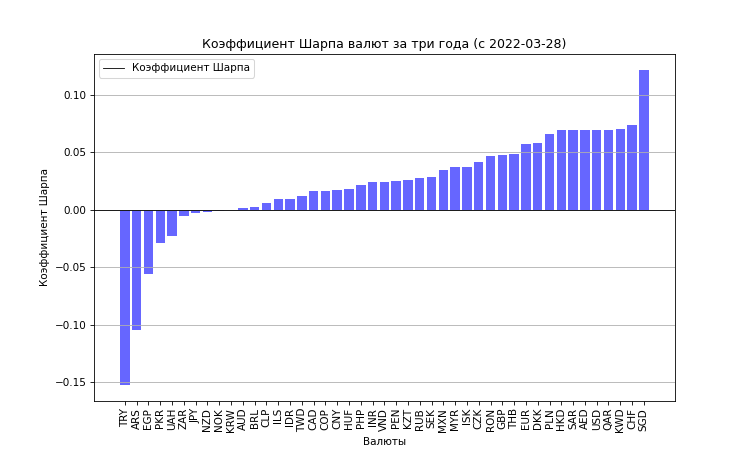 Коэффициент Шарпа валют за три года (с 2022-03-28)
Коэффициент Шарпа
0.10
0.05
0.00
−0.05
−0.10
−0.15
Коэффициент Шарпа
TRY
ARS
EGP
PKR
UAH
ZAR
JPY
NZD
NOK
KRW
AUD
BRL
CLP
ILS
IDR
TWD
CAD
COP
CNY
HUF
PHP
INR
VND
PEN
KZT
RUB
SEK
MXN
MYR
ISK
CZK
RON
GBP
THB
EUR
DKK
PLN
HKD
SAR
AED
USD
QAR
KWD
CHF
SGD
Валюты